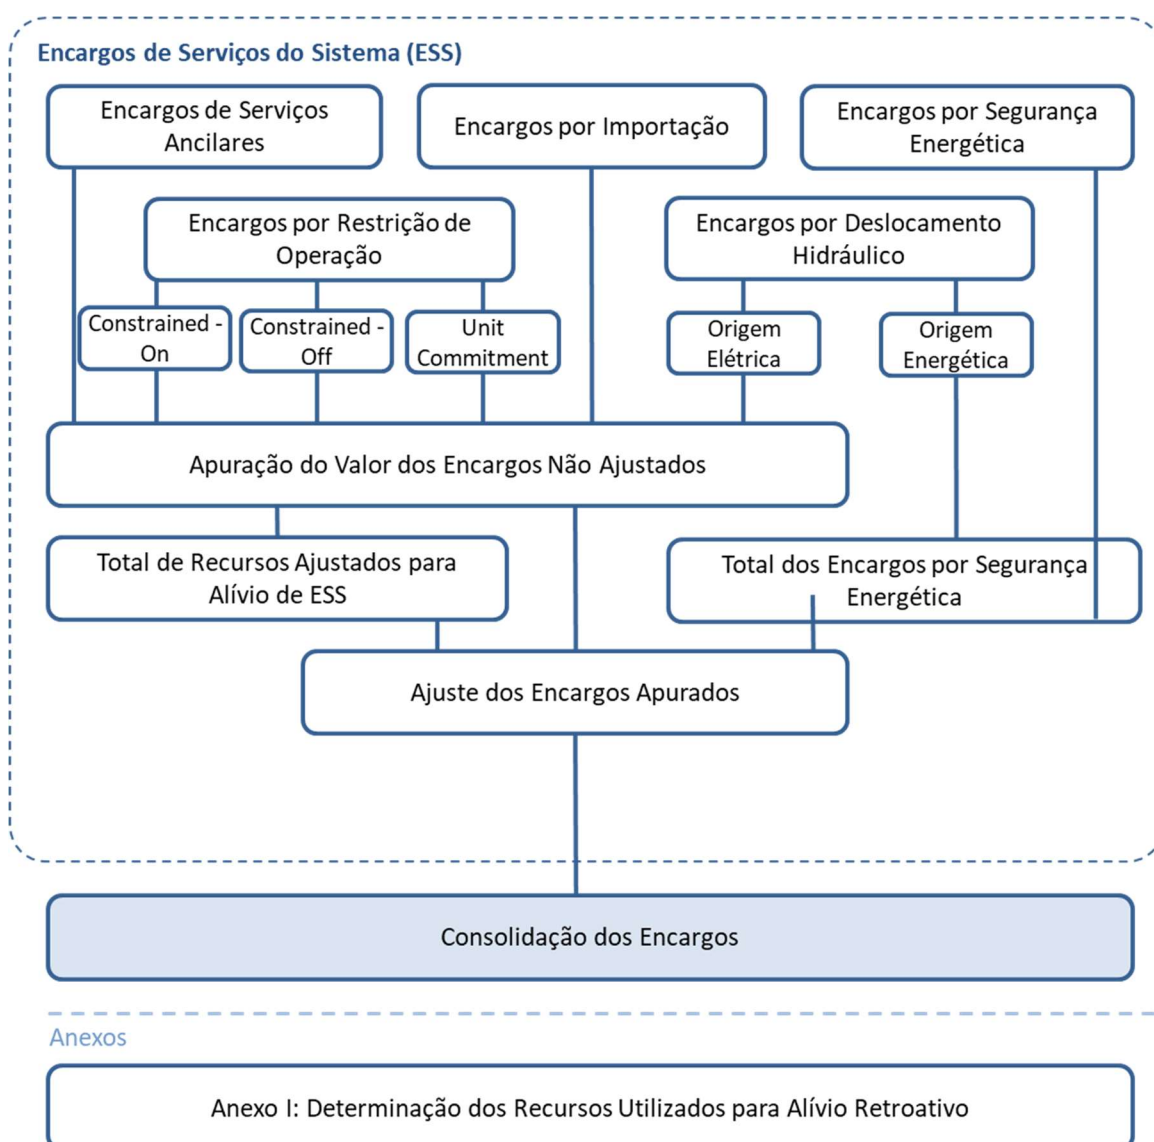 Encargos de Serviços do Sistema (ESS)
Encargos de Serviços
Ancilares
Encargos por Importação
Encargos por Segurança
Energética
Encargos por Restrição de
Operação
Encargos por Deslocamento
Hidráulico
Constrained -
On
Constrained -
Off
Unit
Commitment
Origem
Elétrica
Origem
Energética
Apuração do Valor dos Encargos Não Ajustados
Total de Recursos Ajustados para
Alívio de ESS
Total dos Encargos por Segurança
Energética
Ajuste dos Encargos Apurados
Consolidação dos Encargos
Anexos
Anexo I: Determinação dos Recursos Utilizados para Alívio Retroativo